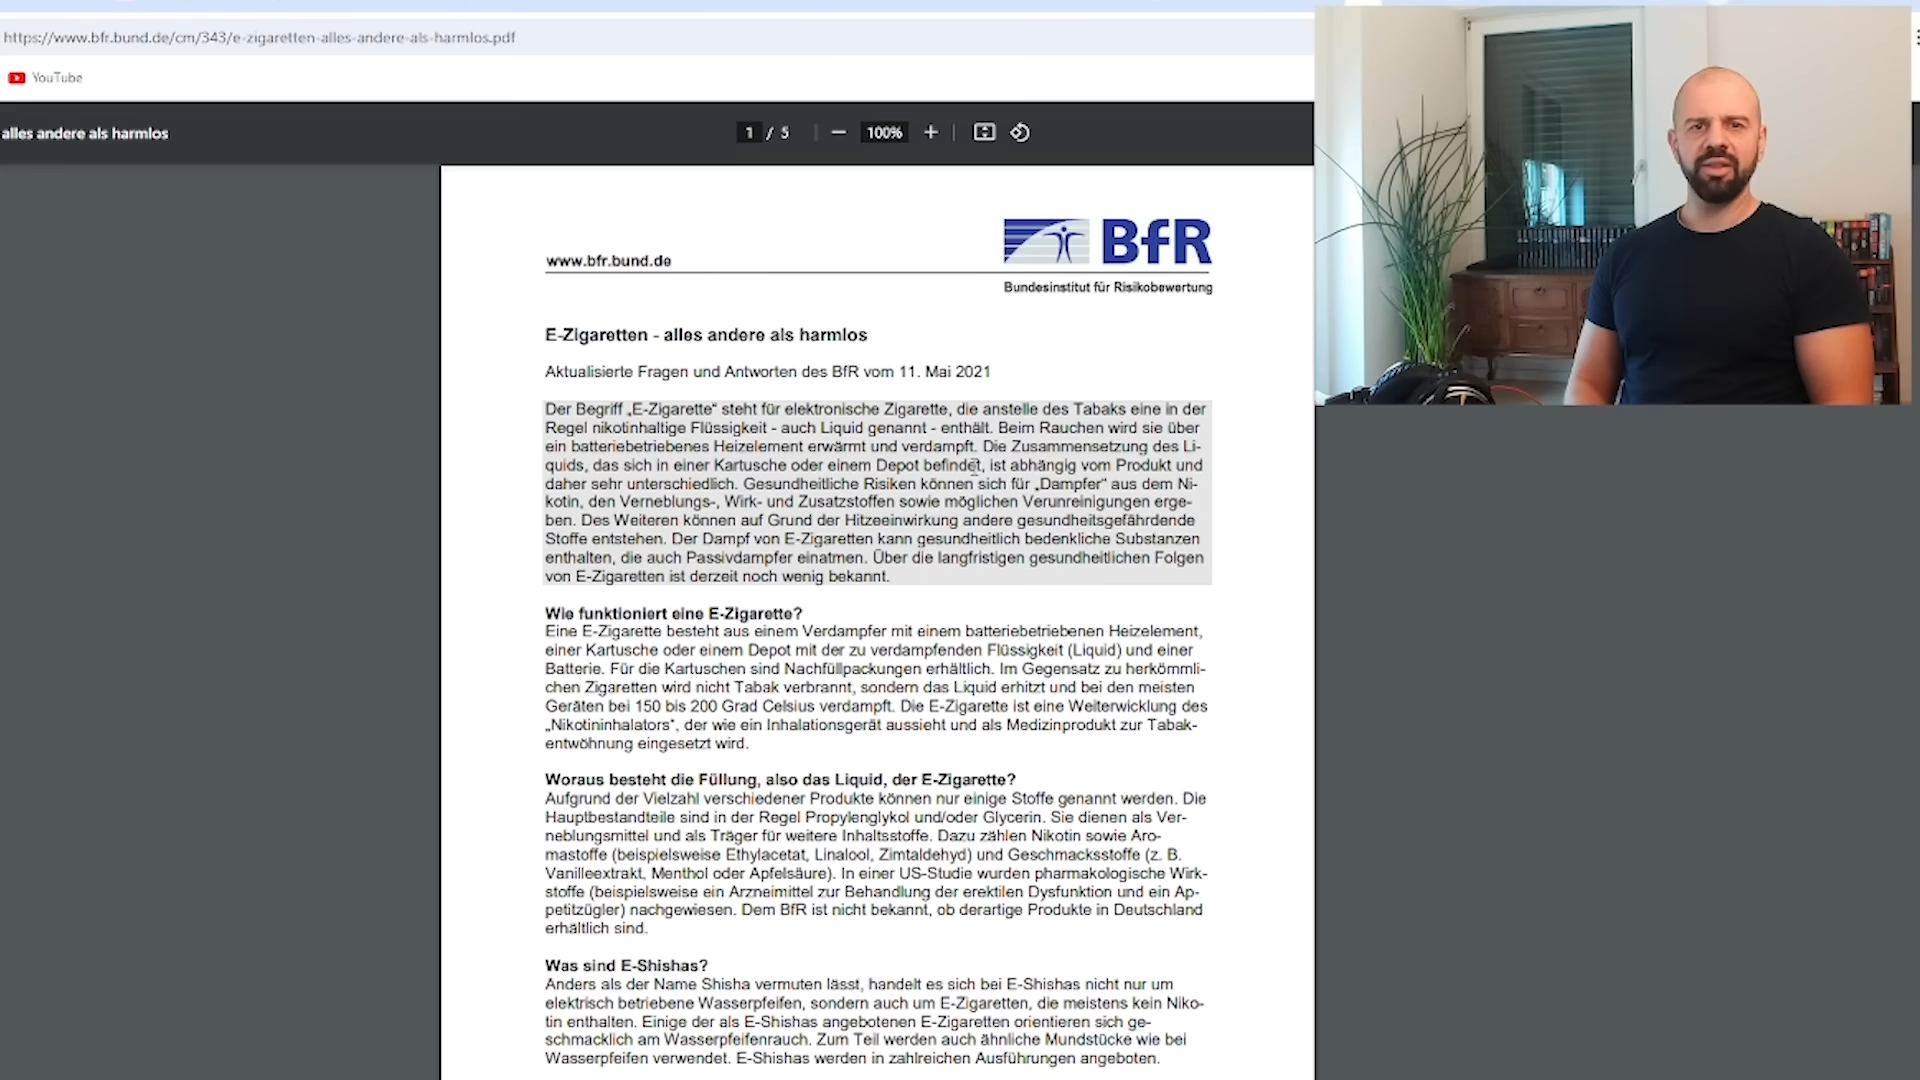 https://www.bfr.bund.de/cm/343/e-zigaretten-alles-andere-als-harmlos.pdf
YouTube
alles andere als harmlos
1 / 5
100%
BfR
www.bfr.bund.de
Bundesinstitut für Risikobewertung
E-Zigaretten - alles andere als harmlos
Aktualisierte Fragen und Antworten des BfR vom 11. Mai 2021
Der Begriff „E-Zigarette“ steht für elektronische Zigarette, die anstelle des Tabaks eine in der
Regel nikotinhaltige Flüssigkeit - auch Liquid genannt - enthält. Beim Rauchen wird sie über
ein batteriebetriebenes Heizelement erwärmt und verdampft. Die Zusammensetzung des Li-
quids, das sich in einer Kartusche oder einem Depot befindet, ist abhängig vom Produkt und
daher sehr unterschiedlich. Gesundheitliche Risiken können sich für „Dampfer“ aus dem Ni-
kotin, den Verneblungs-, Wirk- und Zusatzstoffen sowie möglichen Verunreinigungen erge-
ben. Des Weiteren können auf Grund der Hitzeeinwirkung andere gesundheitsgefährdende
Stoffe entstehen. Der Dampf von E-Zigaretten kann gesundheitlich bedenkliche Substanzen
enthalten, die auch Passivdampfer einatmen. Über die langfristigen gesundheitlichen Folgen
von E-Zigaretten ist derzeit noch wenig bekannt.
Wie funktioniert eine E-Zigarette?
Eine E-Zigarette besteht aus einem Verdampfer mit einem batteriebetriebenen Heizelement,
einer Kartusche oder einem Depot mit der zu verdampfenden Flüssigkeit (Liquid) und einer
Batterie. Für die Kartuschen sind Nachfüllpackungen erhältlich. Im Gegensatz zu herkömmli-
chen Zigaretten wird nicht Tabak verbrannt, sondern das Liquid erhitzt und bei den meisten
Geräten bei 150 bis 200 Grad Celsius verdampft. Die E-Zigarette ist eine Weiterwicklung des
„Nikotininhalators“, der wie ein Inhalationsgerät aussieht und als Medizinprodukt zur Tabak-
entwöhnung eingesetzt wird.
Woraus besteht die Füllung, also das Liquid, der E-Zigarette?
Aufgrund der Vielzahl verschiedener Produkte können nur einige Stoffe genannt werden. Die
Hauptbestandteile sind in der Regel Propylenglykol und/oder Glycerin. Sie dienen als Ver-
neblungsmittel und als Träger für weitere Inhaltsstoffe. Dazu zählen Nikotin sowie Aro-
mastoffe (beispielsweise Ethylacetat, Linalool, Zimtaldehyd) und Geschmacksstoffe (z. B.
Vanilleextrakt, Menthol oder Apfelsäure). In einer US-Studie wurden pharmakologische Wirk-
stoffe (beispielsweise ein Arzneimittel zur Behandlung der erektilen Dysfunktion und ein Ap-
petitzügler) nachgewiesen. Dem BfR ist nicht bekannt, ob derartige Produkte in Deutschland
erhältlich sind.
Was sind E-Shishas?
Anders als der Name Shisha vermuten lässt, handelt es sich bei E-Shishas nicht nur um
elektrisch betriebene Wasserpfeifen, sondern auch um E-Zigaretten, die meistens kein Niko-
tin enthalten. Einige der als E-Shishas angebotenen E-Zigaretten orientieren sich ge-
schmacklich am Wasserpfeifenrauch. Zum Teil werden auch ähnliche Mundstücke wie bei
Wasserpfeifen verwendet. E-Shishas werden in zahlreichen Ausführungen angeboten.